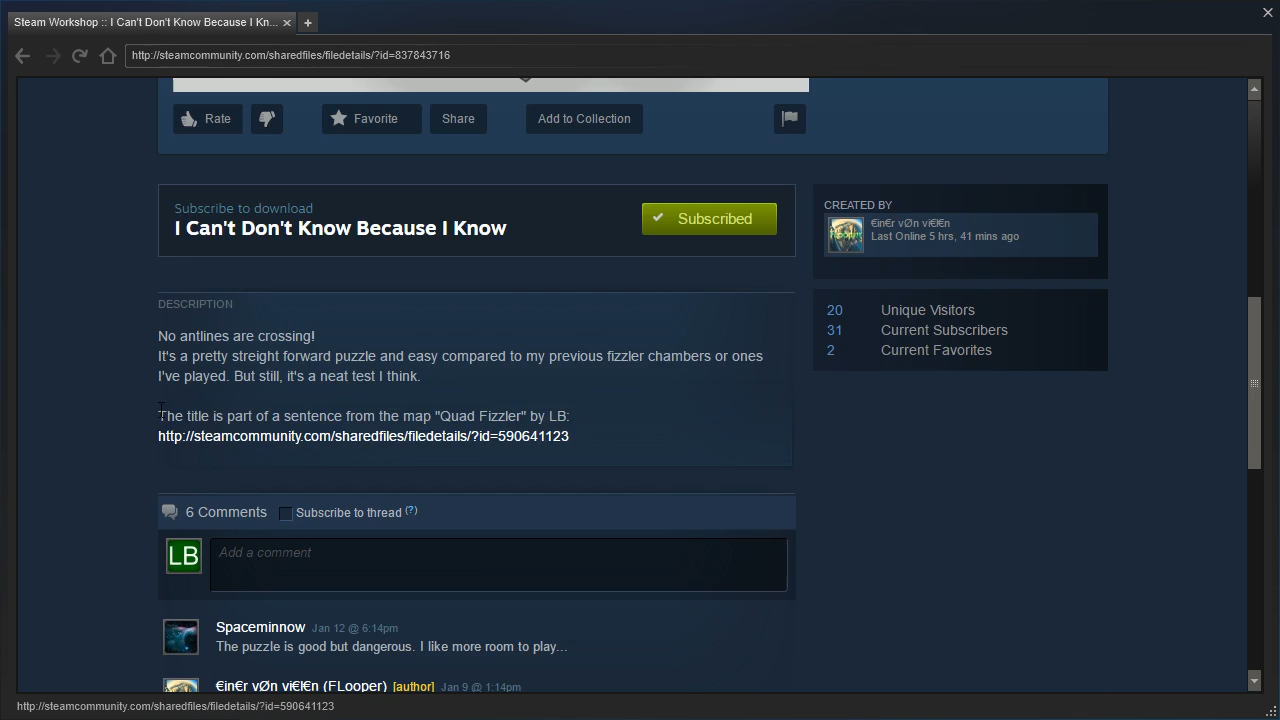 Steam Workshop :: I Can't Don't Know Because I Kn...
http://steamcommunity.com/sharedfiles/filedetails/?id=837843716
Rate
Favorite
Share
Add to Collection
Subscribe to download
I Can't Don't Know Because I Know
Subscribed
CREATED BY
€in€r vØn vi€l€n
Last Online 5 hrs, 41 mins ago
20 Unique Visitors
31 Current Subscribers
2 Current Favorites
DESCRIPTION
No antlines are crossing!
It's a pretty streight forward puzzle and easy compared to my previous fizzler chambers or ones
I've played. But still, it's a neat test I think.
The title is part of a sentence from the map "Quad Fizzler" by LB:
http://steamcommunity.com/sharedfiles/filedetails/?id=590641123
6 Comments
Subscribe to thread (?)
LB
Add a comment
Spaceminnow Jan 12 @ 6:14pm
The puzzle is good but dangerous. I like more room to play...
€in€r vØn vi€l€n (FLooper) [author] Jan 9 @ 1:14pm
http://steamcommunity.com/sharedfiles/filedetails/?id=590641123